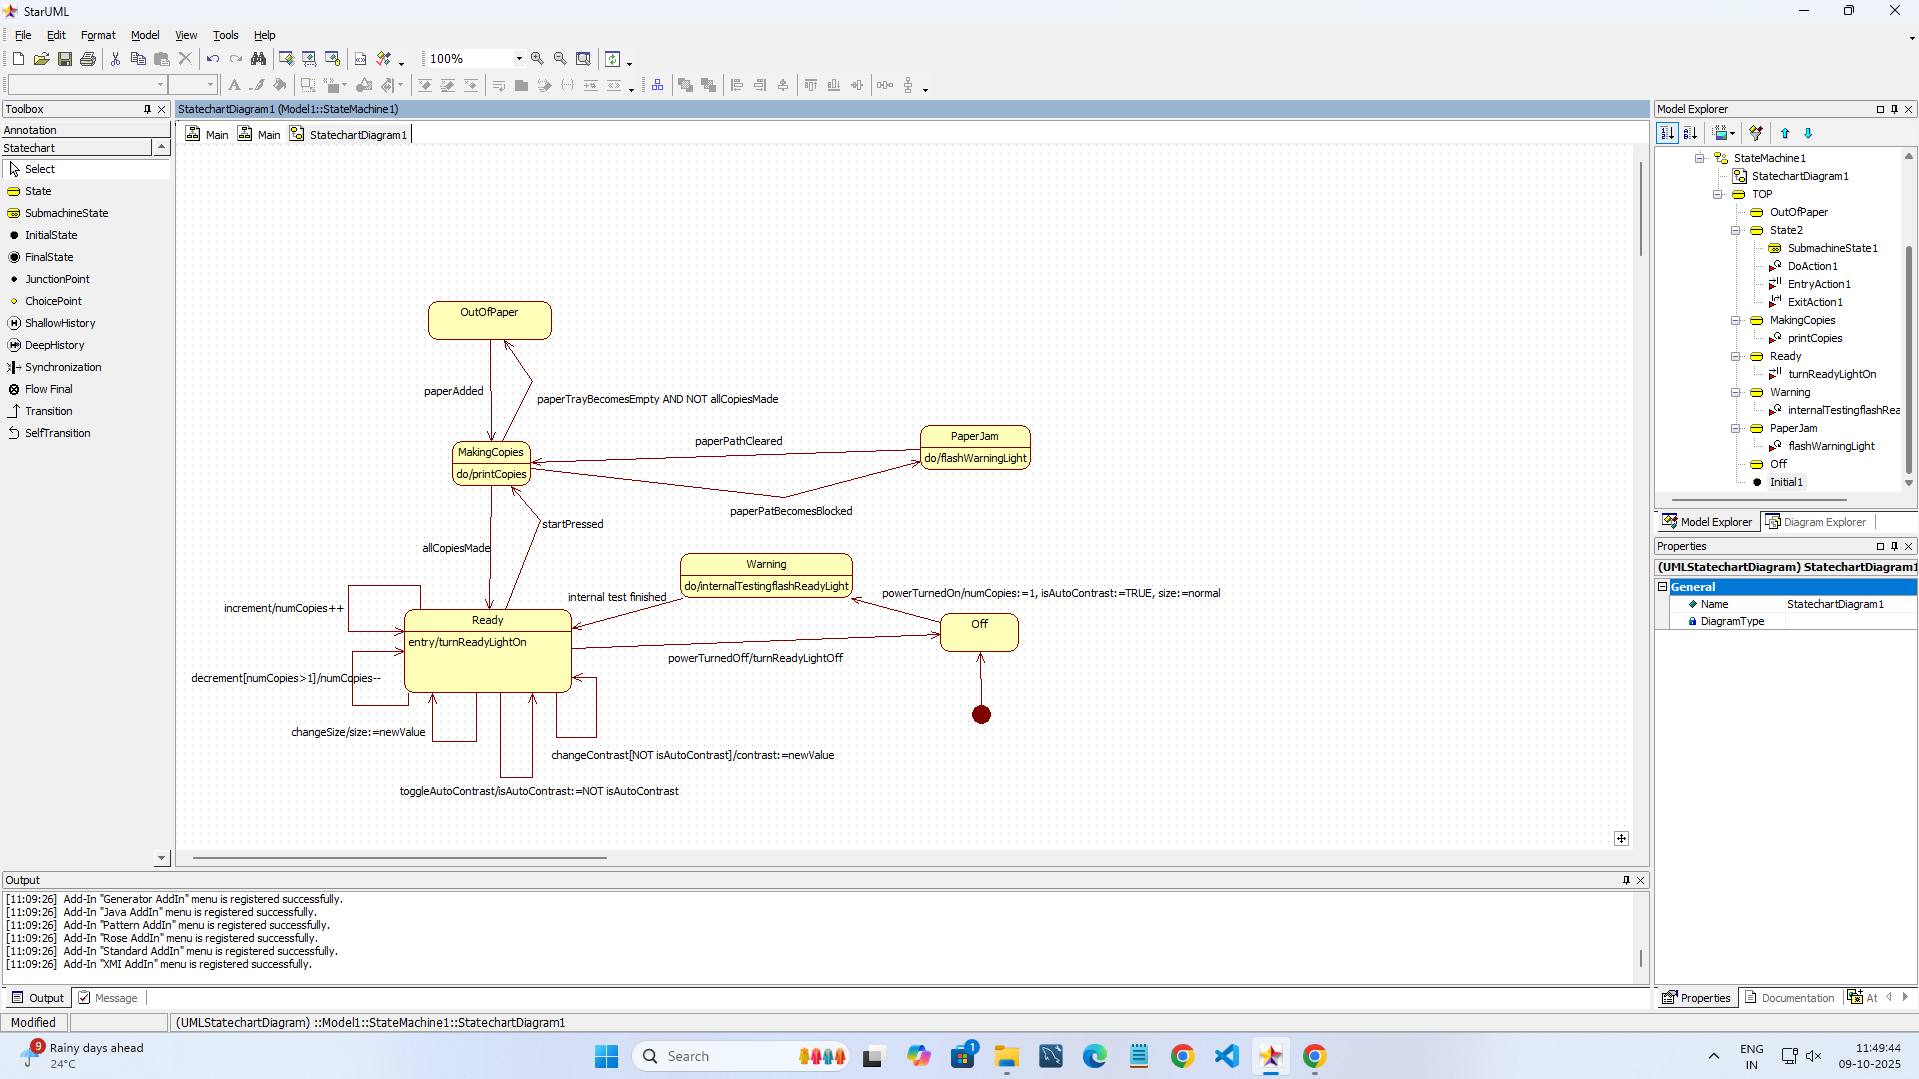 StarUML
File Edit Format Model View Tools Help
100%
Toolbox
Annotation
Statechart
Select
State
SubmachineState
InitialState
FinalState
JunctionPoint
ChoicePoint
ShallowHistory
DeepHistory
Synchronization
Flow Final
Transition
SelfTransition
StatechartDiagram1 (Model1::StateMachine1)
Main Main StatechartDiagram1
OutOfPaper
paperAdded
paperTrayBecomesEmpty AND NOT allCopiesMade
MakingCopies
do/printCopies
paperPathCleared
PaperJam
do/flashWarningLight
paperPatBecomesBlocked
startPressed
allCopiesMade
Warning
do/internalTestingflashReadyLight
internal test finished
powerTurnedOn/numCopies:=1, isAutoContrast:=TRUE, size:=normal
increment/numCopies++
Ready
entry/turnReadyLightOn
Off
powerTurnedOff/turnReadyLightOff
decrement[numCopies>1]/numCopies--
changeSize/size:=newValue
changeContrast[NOT isAutoContrast]/contrast:=newValue
toggleAutoContrast/isAutoContrast:=NOT isAutoContrast
Model Explorer
StateMachine1
StatechartDiagram1
TOP
OutOfPaper
State2
SubmachineState1
DoAction1
EntryAction1
ExitAction1
MakingCopies
printCopies
Ready
turnReadyLightOn
Warning
internalTestingflashRea
PaperJam
flashWarningLight
Off
Initial1
Model Explorer Diagram Explorer
Properties
(UMLStatechartDiagram) StatechartDiagram1
General
Name StatechartDiagram1
DiagramType
Properties Documentation At
Output
[11:09:26] Add-In "Generator AddIn" menu is registered successfully.
[11:09:26] Add-In "Java AddIn" menu is registered successfully.
[11:09:26] Add-In "Pattern AddIn" menu is registered successfully.
[11:09:26] Add-In "Rose AddIn" menu is registered successfully.
[11:09:26] Add-In "Standard AddIn" menu is registered successfully.
[11:09:26] Add-In "XMI AddIn" menu is registered successfully.
Output Message
Modified
(UMLStatechartDiagram) ::Model1::StateMachine1::StatechartDiagram1
9
Rainy days ahead
24°C
Search
1
ENG
IN
11:49:44
09-10-2025